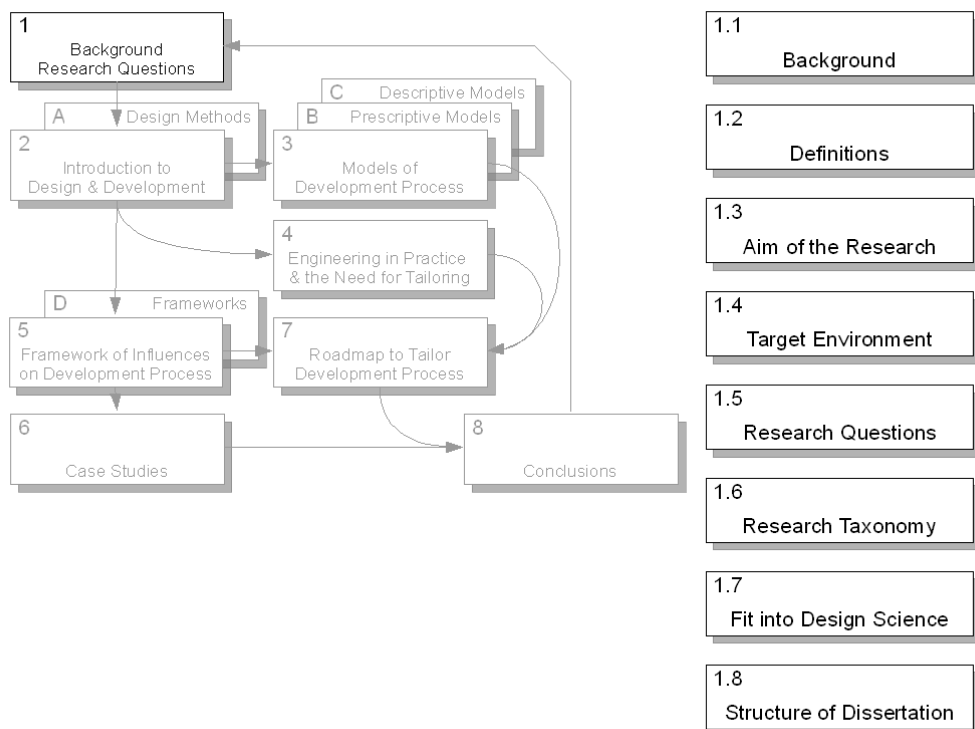 1
Background
Research Questions
C
Descriptive Models
A
Design Methods
B
Prescriptive Models
2
Introduction to
Design & Development
3
Models of
Development Process
4
Engineering in Practice
& the Need for Tailoring
D
Frameworks
5
Framework of Influences
on Development Process
7
Roadmap to Tailor
Development Process
6
Case Studies
8
Conclusions
1.1
Background
1.2
Definitions
1.3
Aim of the Research
1.4
Target Environment
1.5
Research Questions
1.6
Research Taxonomy
1.7
Fit into Design Science
1.8
Structure of Dissertation